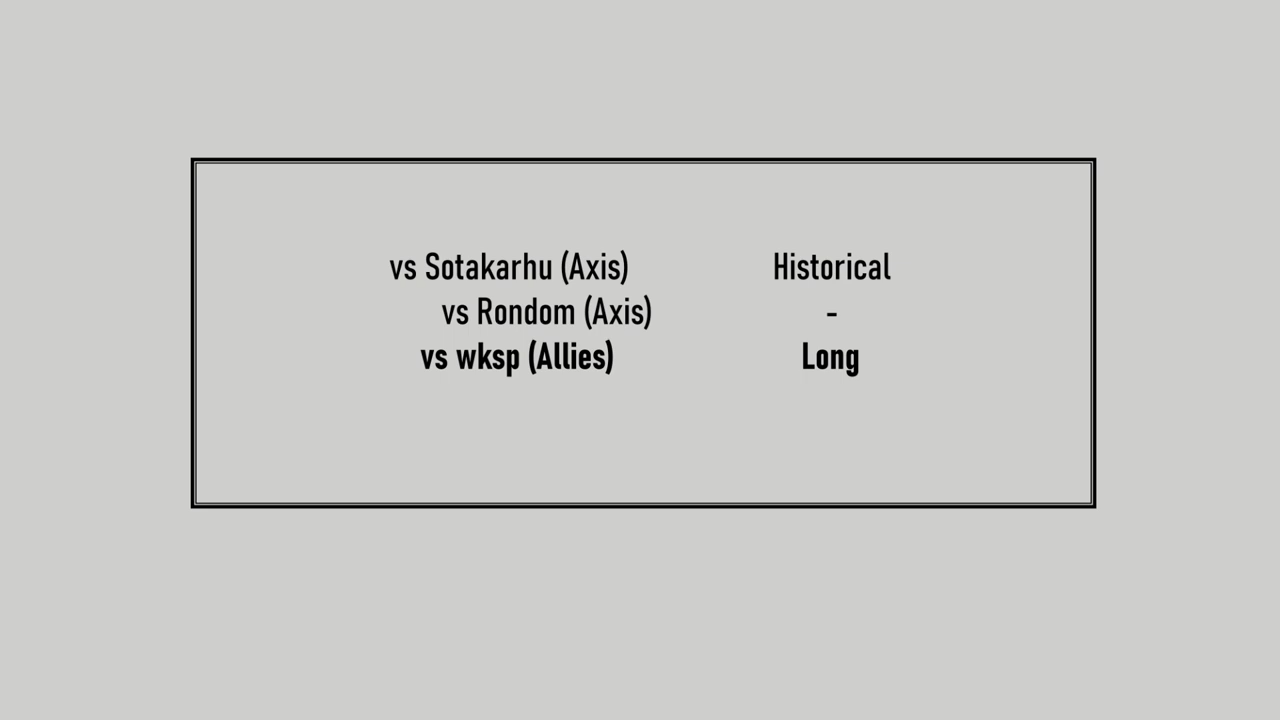 vs Sotakarhu (Axis) Historical
vs Rondom (Axis) -
vs wksp (Allies) Long